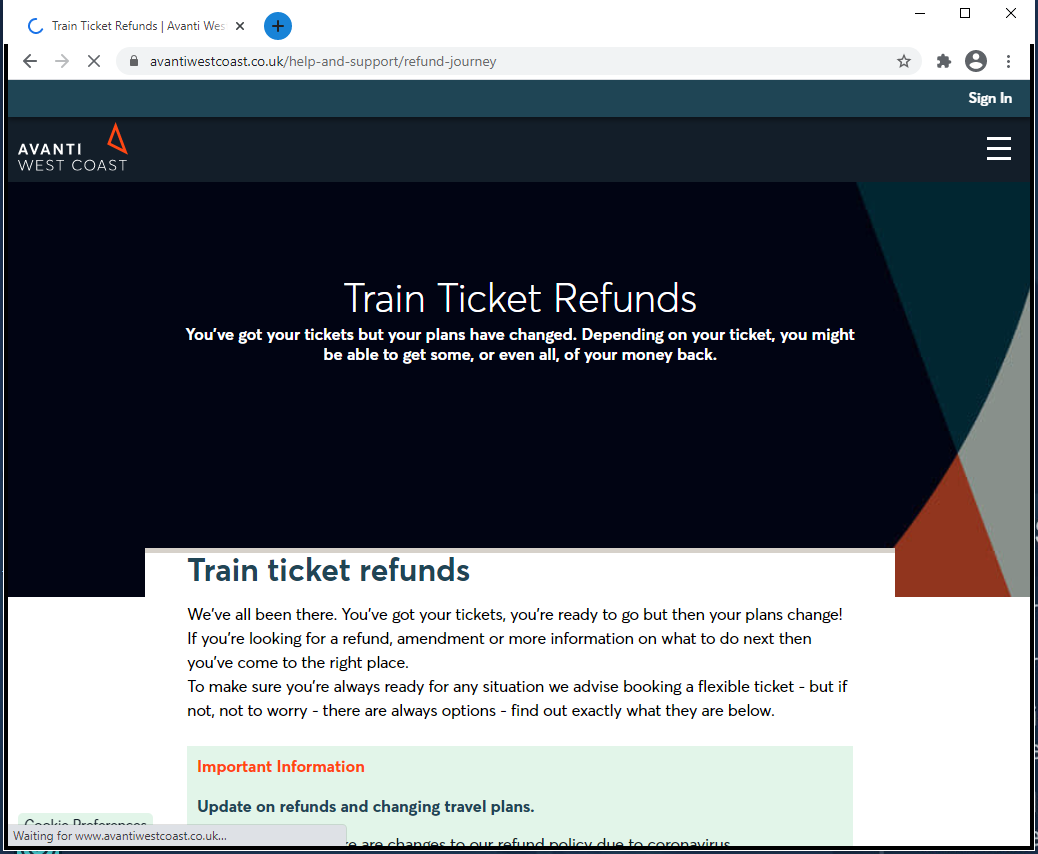 Train Ticket Refunds | Avanti Wes
avantiwestcoast.co.uk/help-and-support/refund-journey
Sign In
AVANTI
WEST COAST
Train Ticket Refunds
You've got your tickets but your plans have changed. Depending on your ticket, you might
be able to get some, or even all, of your money back.
Train ticket refunds
We've all been there. You've got your tickets, you're ready to go but then your plans change!
If you're looking for a refund, amendment or more information on what to do next then
you've come to the right place.
To make sure you're always ready for any situation we advise booking a flexible ticket - but if
not, not to worry - there are always options - find out exactly what they are below.
Important Information
Update on refunds and changing travel plans.
Cookie Preferences
Waiting for www.avantiwestcoast.co.uk...
are changes to our refund policy due to coronavirus